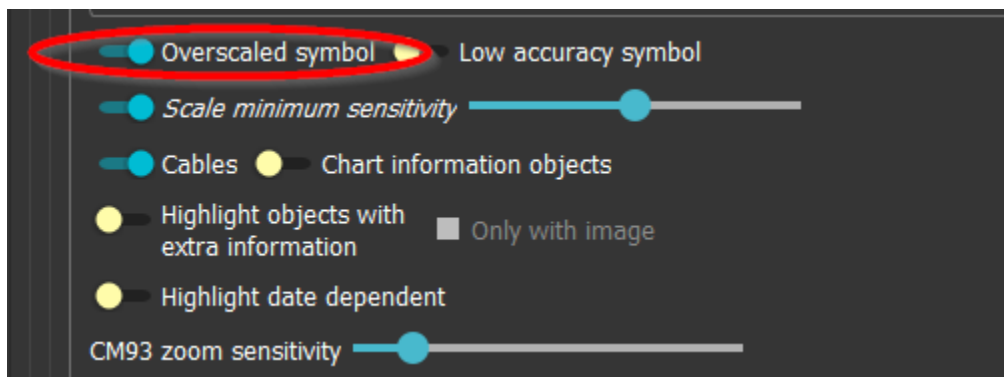 Overscaled symbol Low accuracy symbol
Scale minimum sensitivity
Cables Chart information objects
Highlight objects with
extra information
Only with image
Highlight date dependent
CM93 zoom sensitivity